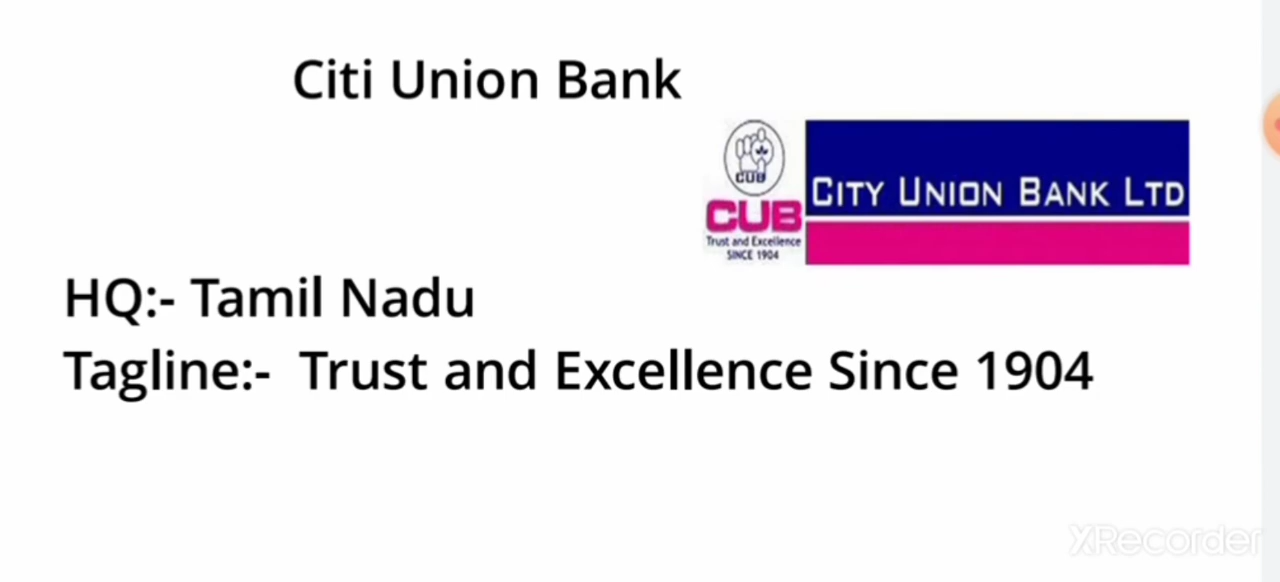 Citi Union Bank
CUB
CUB
Trust and Excellence
SINCE 1904
CITY UNION BANK LTD
HQ:- Tamil Nadu
Tagline:- Trust and Excellence Since 1904
XRecorder